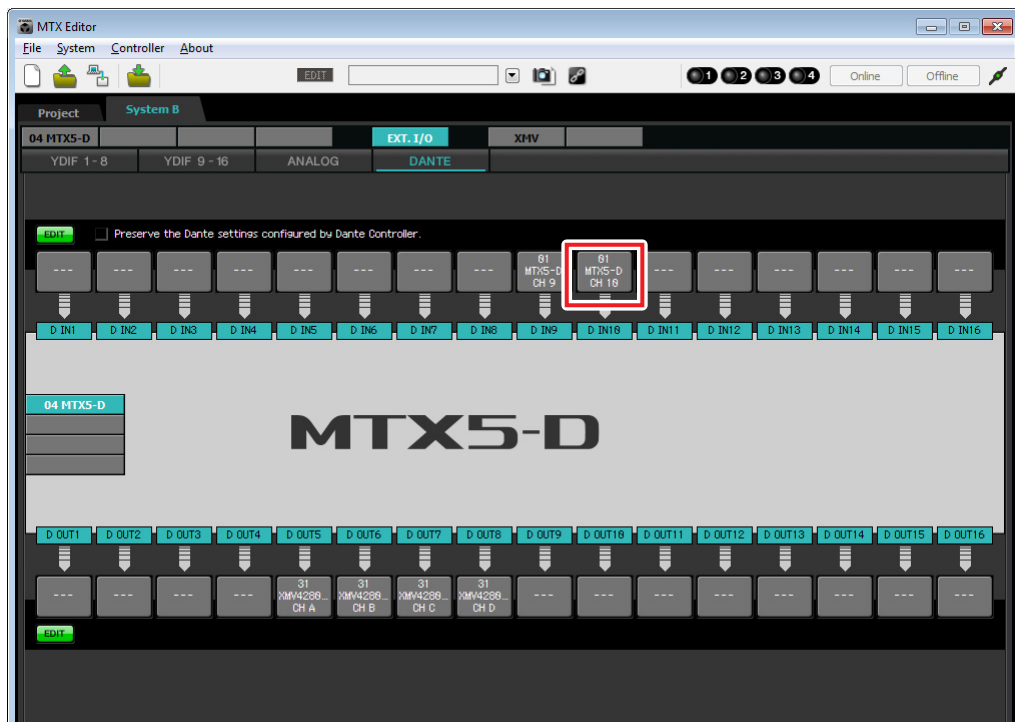 MTX Editor
File System Controller About
EDIT 1 2 3 4 Online Offline
Project System B
04 MTX5-D EXT. I/O XMV
YDIF 1-8 YDIF 9-16 ANALOG DANTE
EDIT Preserve the Dante settings configured by Dante Controller.
--- --- --- --- --- --- --- --- 01 MTX5-D CH 9 01 MTX5-D CH 10 --- --- --- --- --- ---
D IN1 D IN2 D IN3 D IN4 D IN5 D IN6 D IN7 D IN8 D IN9 D IN10 D IN11 D IN12 D IN13 D IN14 D IN15 D IN16
04 MTX5-D
MTX5-D
D OUT1 D OUT2 D OUT3 D OUT4 D OUT5 D OUT6 D OUT7 D OUT8 D OUT9 D OUT10 D OUT11 D OUT12 D OUT13 D OUT14 D OUT15 D OUT16
--- --- --- --- 31 XMV4280... CH A 31 XMV4280... CH B 31 XMV4280... CH C 31 XMV4280... CH D --- --- --- --- --- --- --- ---
EDIT